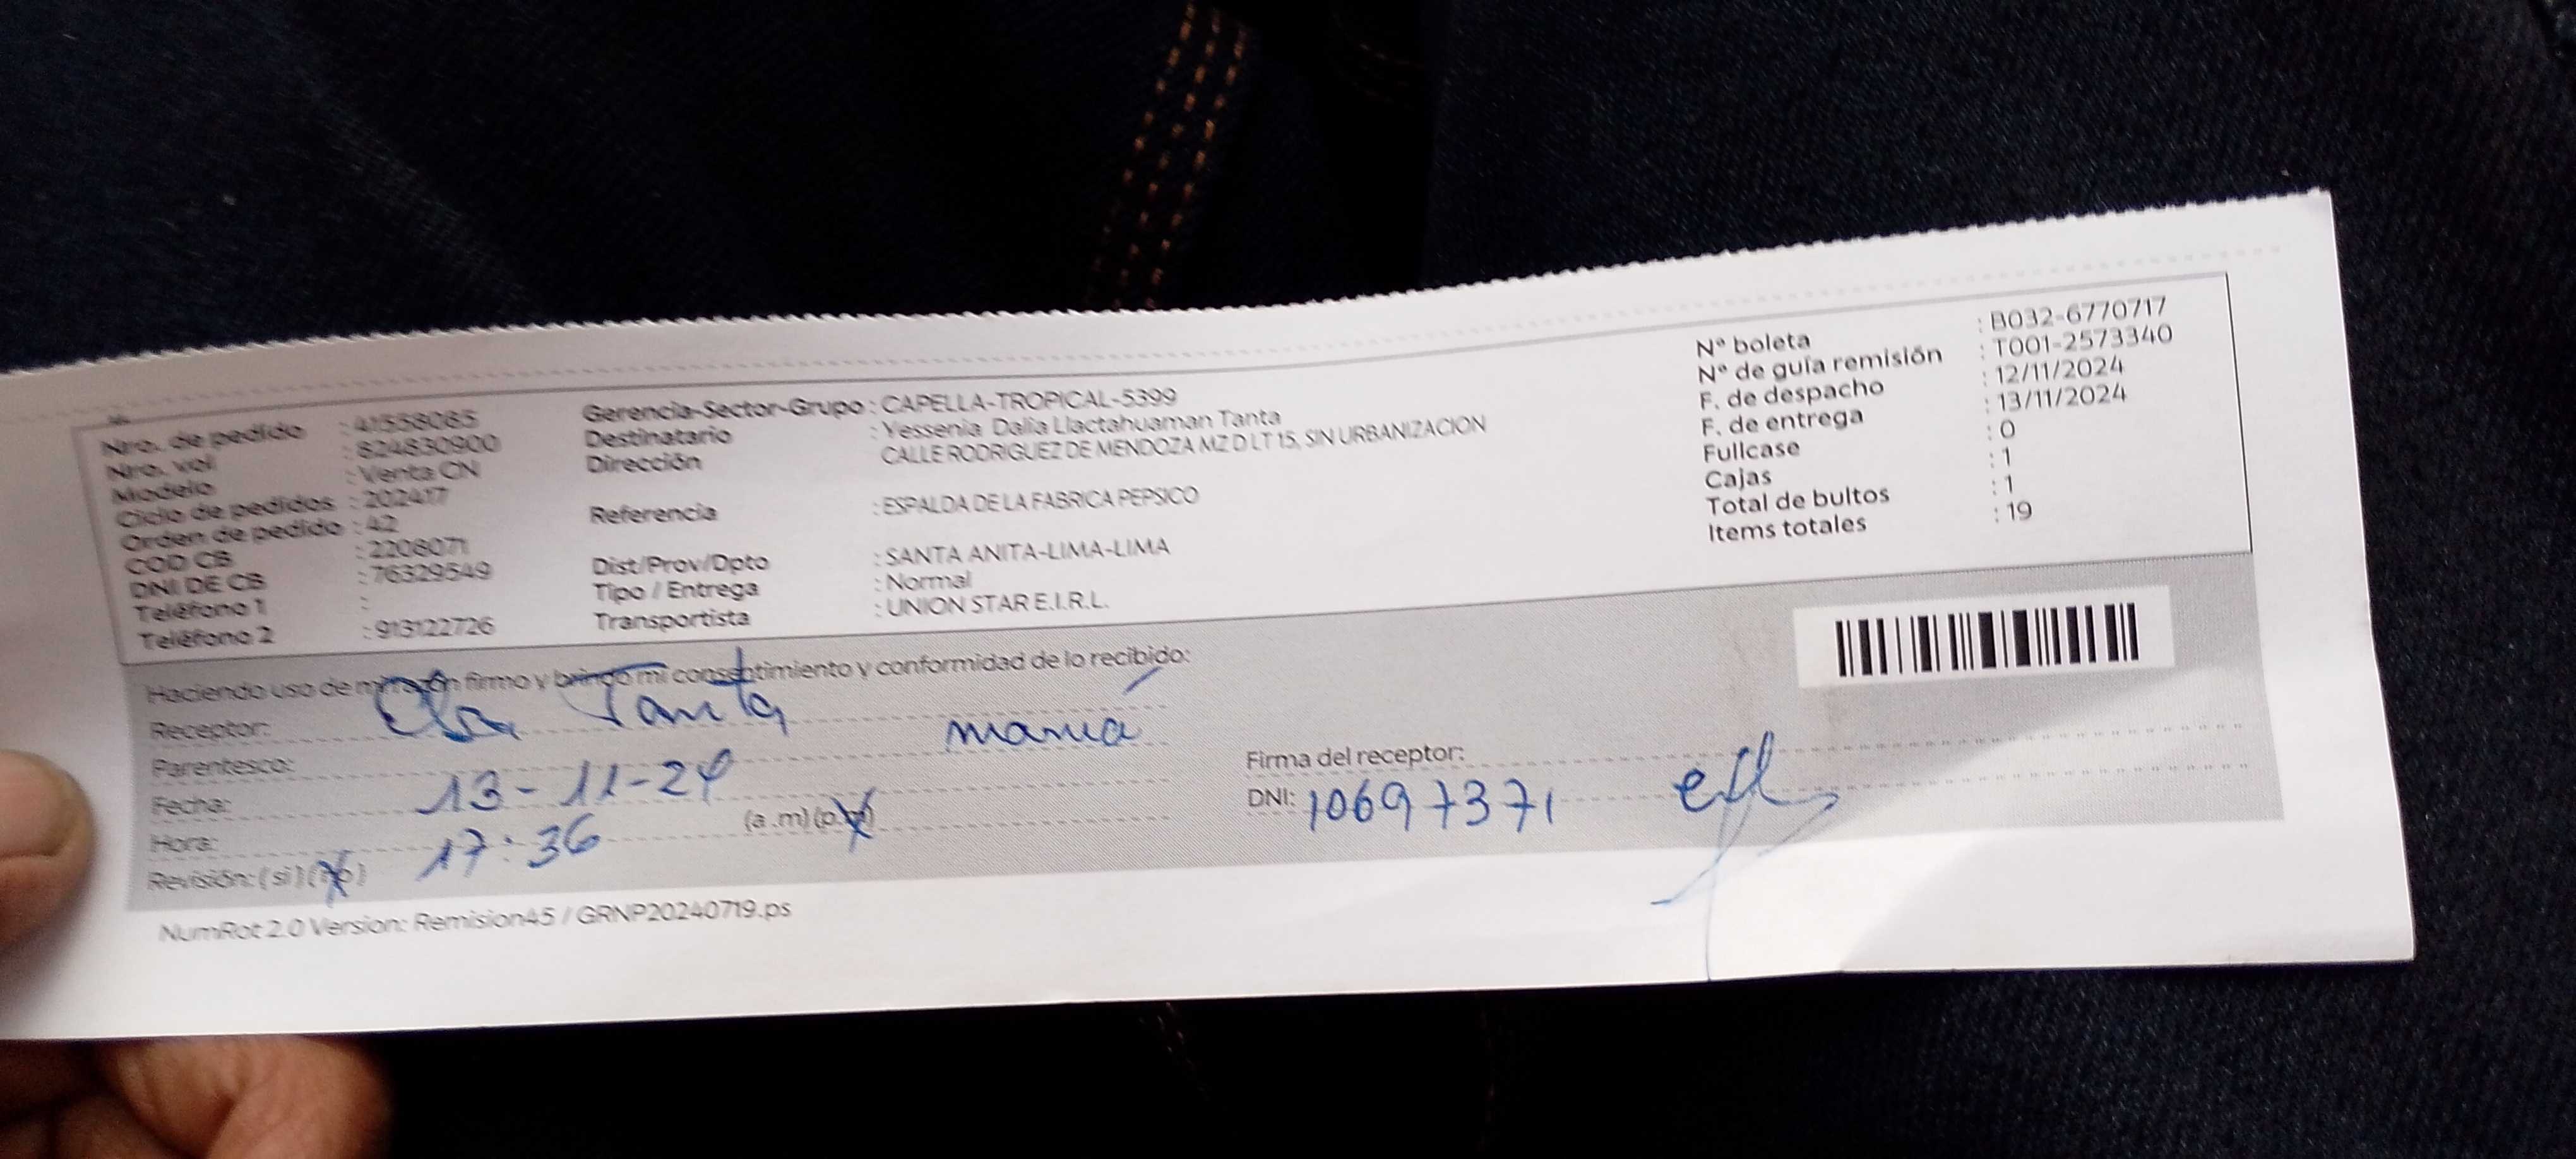 Nro. de pedido : 41558085
Nro. vol : 824830900
Modelo : Venta CN
Ciclo de pedidos : 202417
Orden de pedido : 42
COD CB : 2208071
DNI DE CB : 76329549
Teléfono 1 :
Teléfono 2 : 913122726
Gerencia-Sector-Grupo : CAPELLA-TROPICAL-5399
Destinatario : Yessenia Dalia Llactahuaman Tanta
Dirección CALLE RODRIGUEZ DE MENDOZA MZ D LT 15, SIN URBANIZACION
Referencia : ESPALDA DE LA FABRICA PEPSICO
Dist/Prov/Dpto : SANTA ANITA-LIMA-LIMA
Tipo / Entrega : Normal
Transportista : UNION STAR E.I.R.L.
Nº boleta : B032-6770717
Nº de guía remisión : T001-2573340
F. de despacho : 12/11/2024
F. de entrega : 13/11/2024
Fullcase : 0
Cajas : 1
Total de bultos : 1
Items totales : 19
Haciendo uso de mi razón firmo y brindo mi consentimiento y conformidad de lo recibido:
Receptor: Elsa Tanta
Parentesco: mamá
Fecha: 13-11-24
Hora: 17:36 (a.m) (p.m)
Revisión: (si) (no)
Firma del receptor:
DNI: 10697371
NumRot 2.0 Version: Remision45 / GRNP20240719.ps